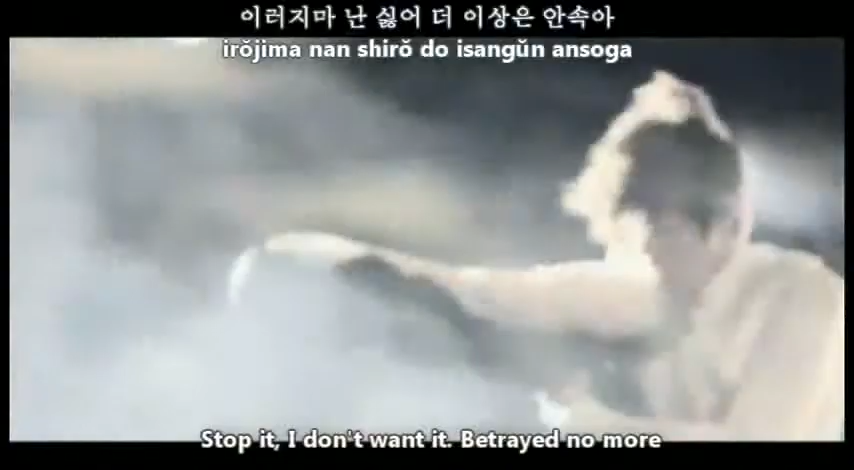 이러지마 난 싫어 더 이상은 안속아
irŏjima nan shirŏ do isangŭn ansoga
Stop it, I don't want it. Betrayed no more